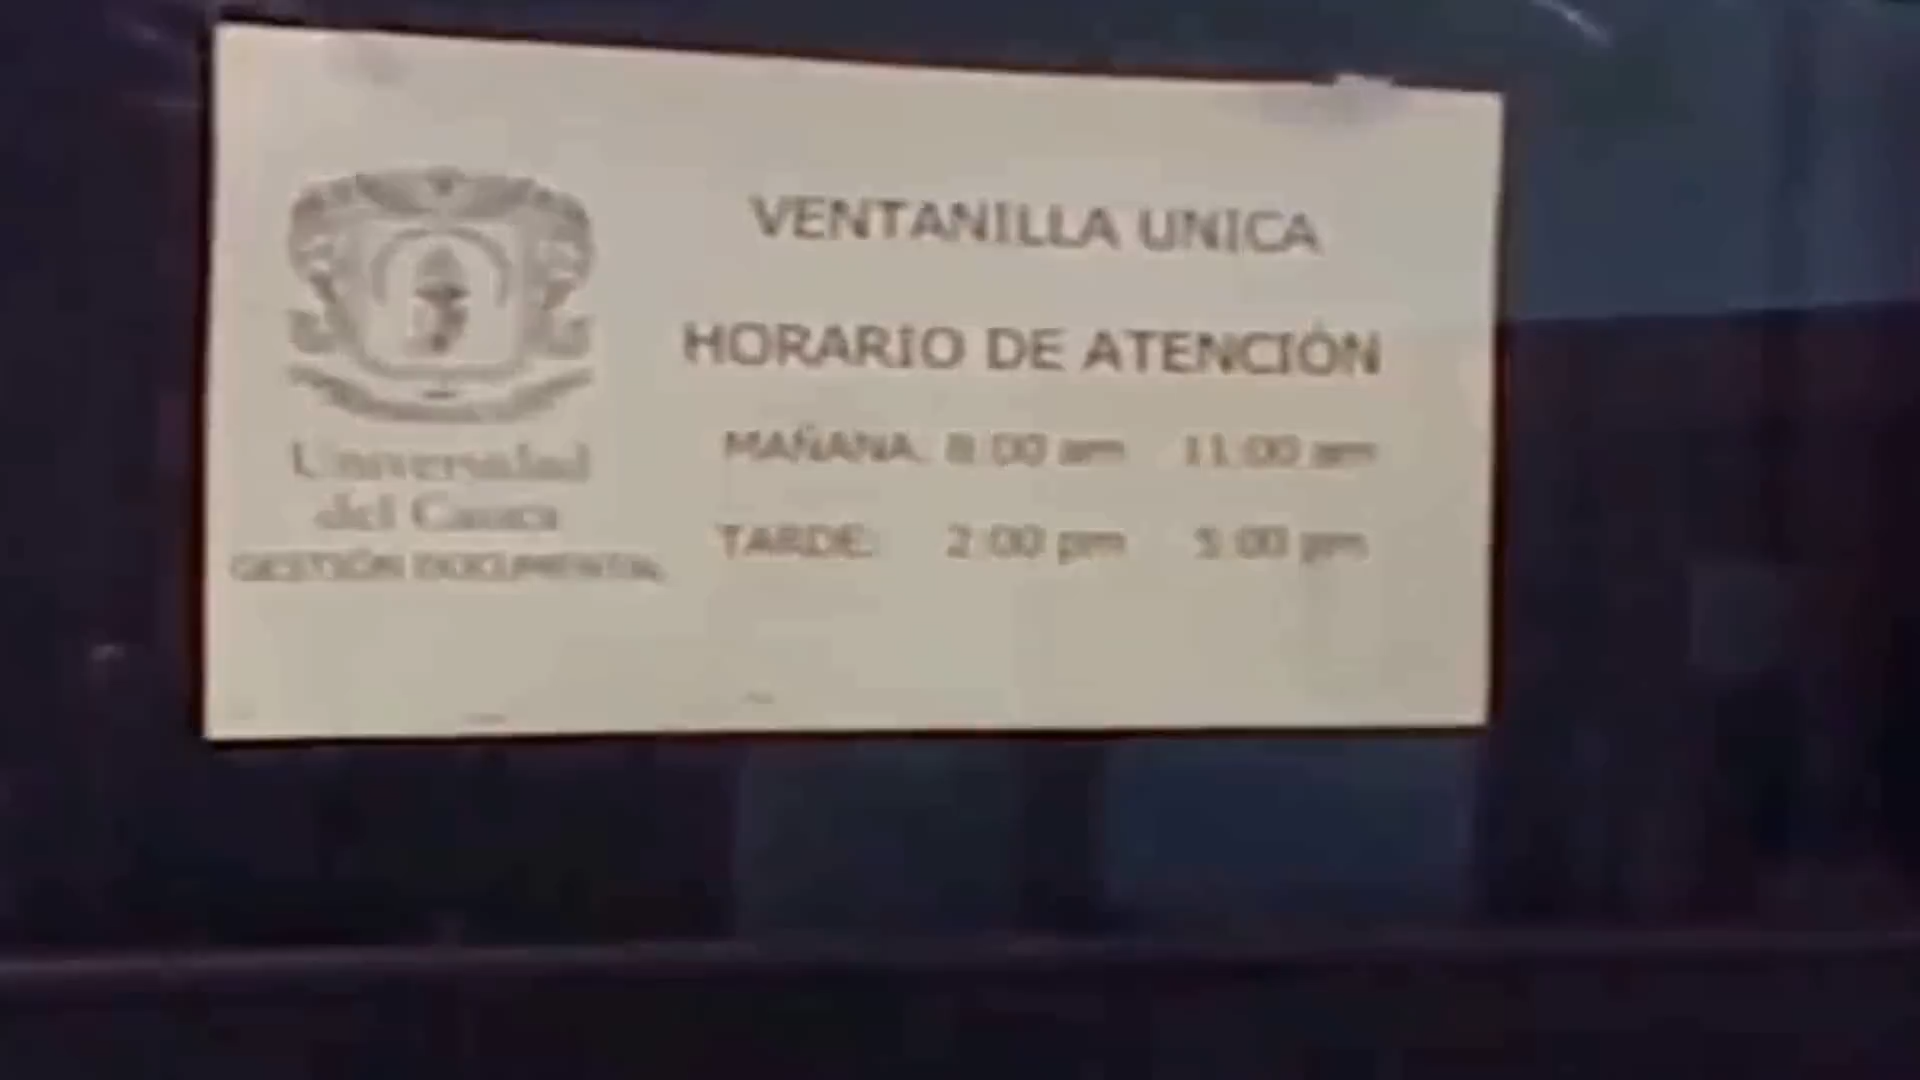 VENTANILLA UNICA
HORARIO DE ATENCIÓN
MAÑANA: 8:00 am 11:00 am
TARDE: 2:00 pm 5:00 pm
Universidad
del Cauca
GESTIÓN DOCUMENTAL